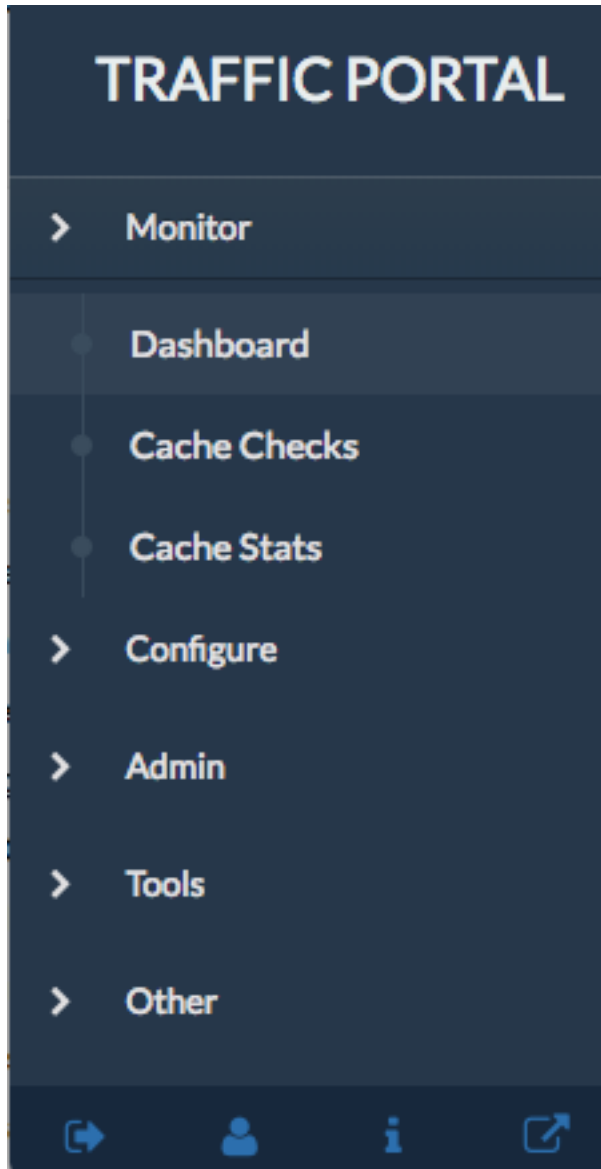 TRAFFIC PORTAL
Monitor
Dashboard
Cache Checks
Cache Stats
Configure
Admin
Tools
Other